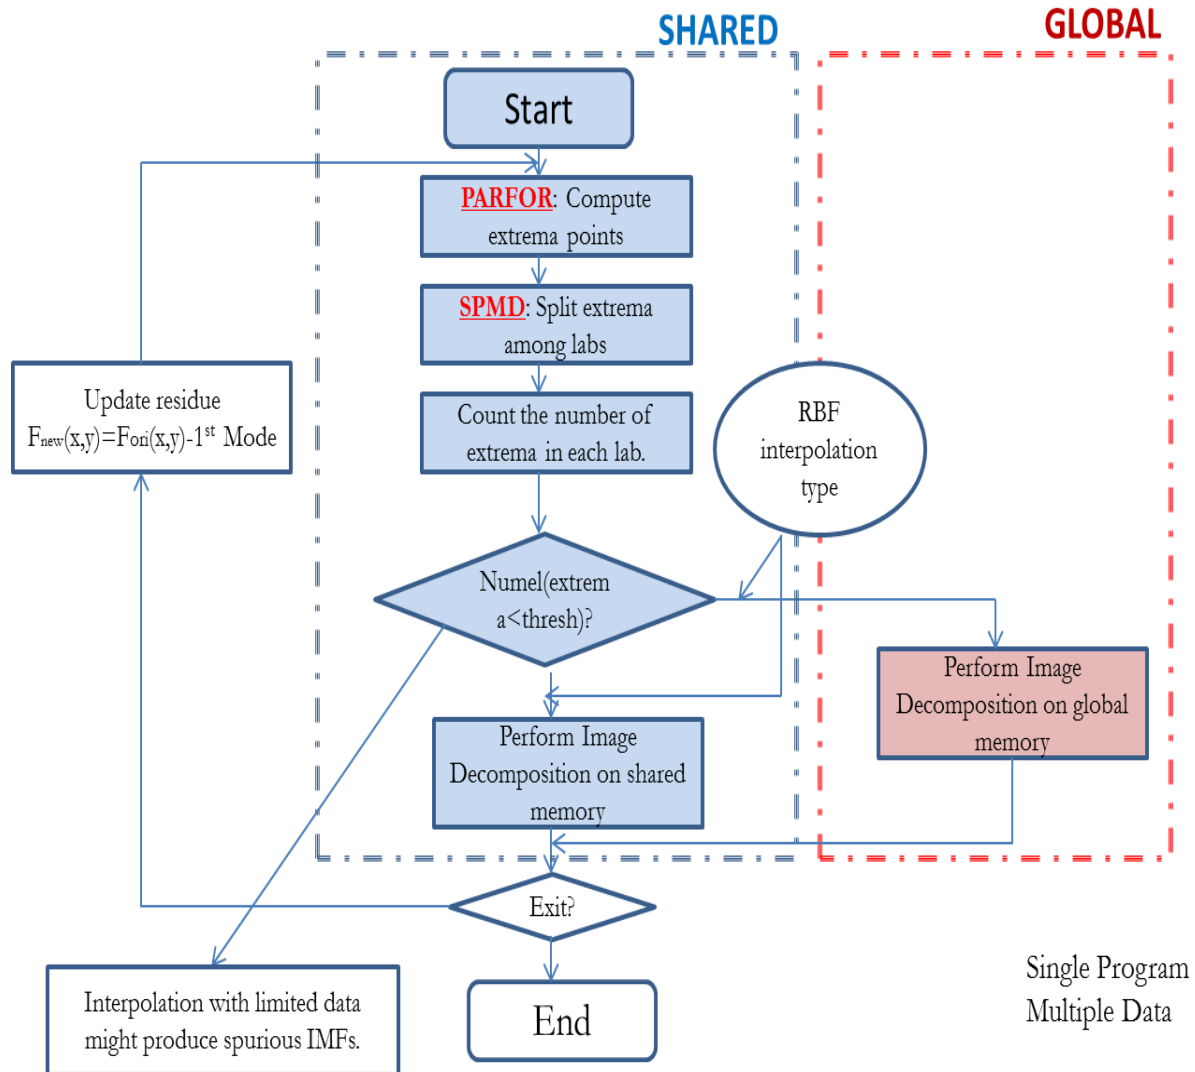 SHARED
GLOBAL
Start
PARFOR: Compute
extrema points
SPMD: Split extrema
among labs
Count the number of
extrema in each lab.
Update residue
Fnew(x,y)=Fori(x,y)-1st Mode
RBF
interpolation
type
Numel(extrem
a<thresh)?
Perform Image
Decomposition on global
memory
Perform Image
Decomposition on shared
memory
Exit?
Interpolation with limited data
might produce spurious IMFs.
End
Single Program
Multiple Data